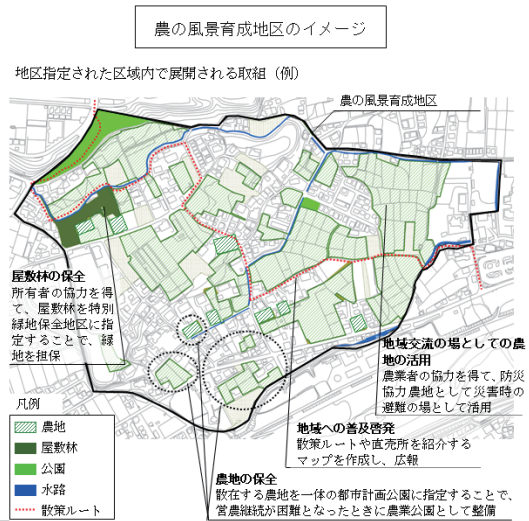 農の風景育成地区のイメージ
地区指定された区域内で展開される取組（例）
農の風景育成地区
屋敷林の保全
所有者の協力を得
て、屋敷林を特別
緑地保全地区に指
定することで、緑
地を担保
地域交流の場としての農
地の活用
農業者の協力を得て、防災
協力農地として災害時の
避難の場として活用
地域への普及啓発
散策ルートや直売所を紹介する
マップを作成し、広報
農地の保全
散在する農地を一体の都市計画公園に指定することで、
営農継続が困難となったときに農業公園として整備
凡例
農地
屋敷林
公園
水路
散策ルート